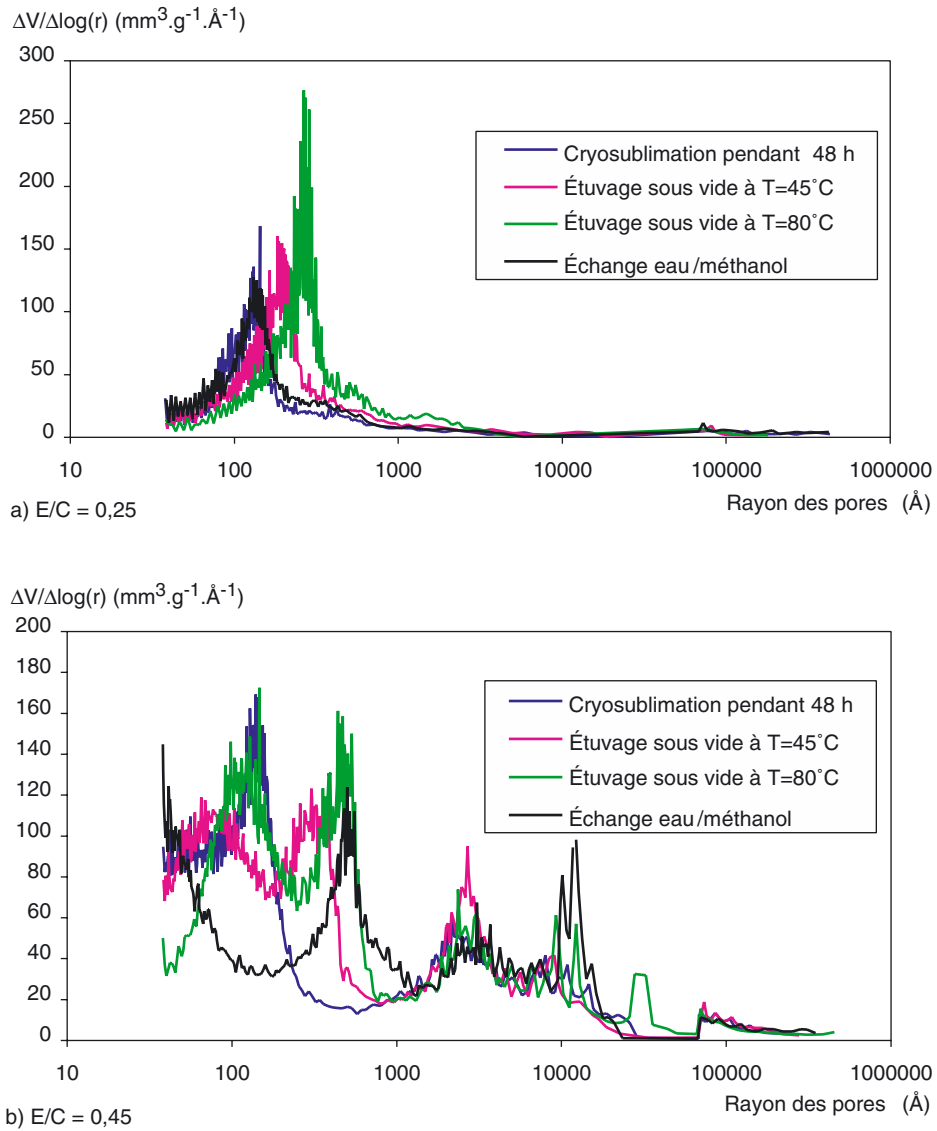 ΔV/Δlog(r) (mm³.g⁻¹.Å⁻¹)
300
250
200
150
100
50
0
Cryosublimation pendant 48 h
Étuvage sous vide à T=45°C
Étuvage sous vide à T=80°C
Échange eau/méthanol
10 100 1000 10000 100000 1000000
Rayon des pores (Å)
a) E/C = 0,25
ΔV/Δlog(r) (mm³.g⁻¹.Å⁻¹)
200
180
160
140
120
100
80
60
40
20
0
Cryosublimation pendant 48 h
Étuvage sous vide à T=45°C
Étuvage sous vide à T=80°C
Échange eau/méthanol
10 100 1000 10000 100000 1000000
Rayon des pores (Å)
b) E/C = 0,45